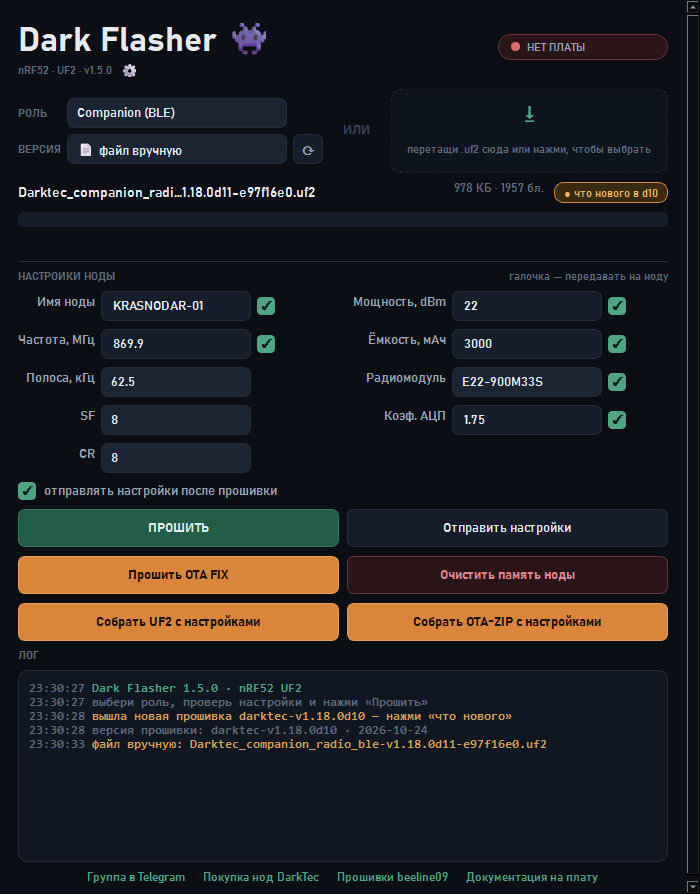 Dark Flasher
НЕТ ПЛАТЫ
nRF52 · UF2 · v1.5.0
РОЛЬ
Companion (BLE)
ВЕРСИЯ
файл вручную
ИЛИ
перетащи .uf2 сюда или нажми, чтобы выбрать
Darktec_companion_radi…1.18.0d11-e97f16e0.uf2
978 КБ · 1957 бл.
• что нового в d10
НАСТРОЙКИ НОДЫ
галочка — передавать на ноду
Имя ноды KRASNODAR-01
Мощность, dBm 22
Частота, МГц 869.9
Ёмкость, мАч 3000
Полоса, кГц 62.5
Радиомодуль E22-900M33S
SF 8
Коэф. АЦП 1.75
CR 8
отправлять настройки после прошивки
ПРОШИТЬ
Отправить настройки
Прошить OTA FIX
Очистить память ноды
Собрать UF2 с настройками
Собрать OTA-ZIP с настройками
ЛОГ
23:30:27 Dark Flasher 1.5.0 · nRF52 UF2
23:30:27 выбери роль, проверь настройки и нажми «Прошить»
23:30:28 вышла новая прошивка darktec-v1.18.0d10 — нажми «что нового»
23:30:28 версия прошивки: darktec-v1.18.0d10 · 2026-10-24
23:30:33 файл вручную: Darktec_companion_radio_ble-v1.18.0d11-e97f16e0.uf2
Группа в Telegram
Покупка нод DarkTec
Прошивки beeline09
Документация на плату